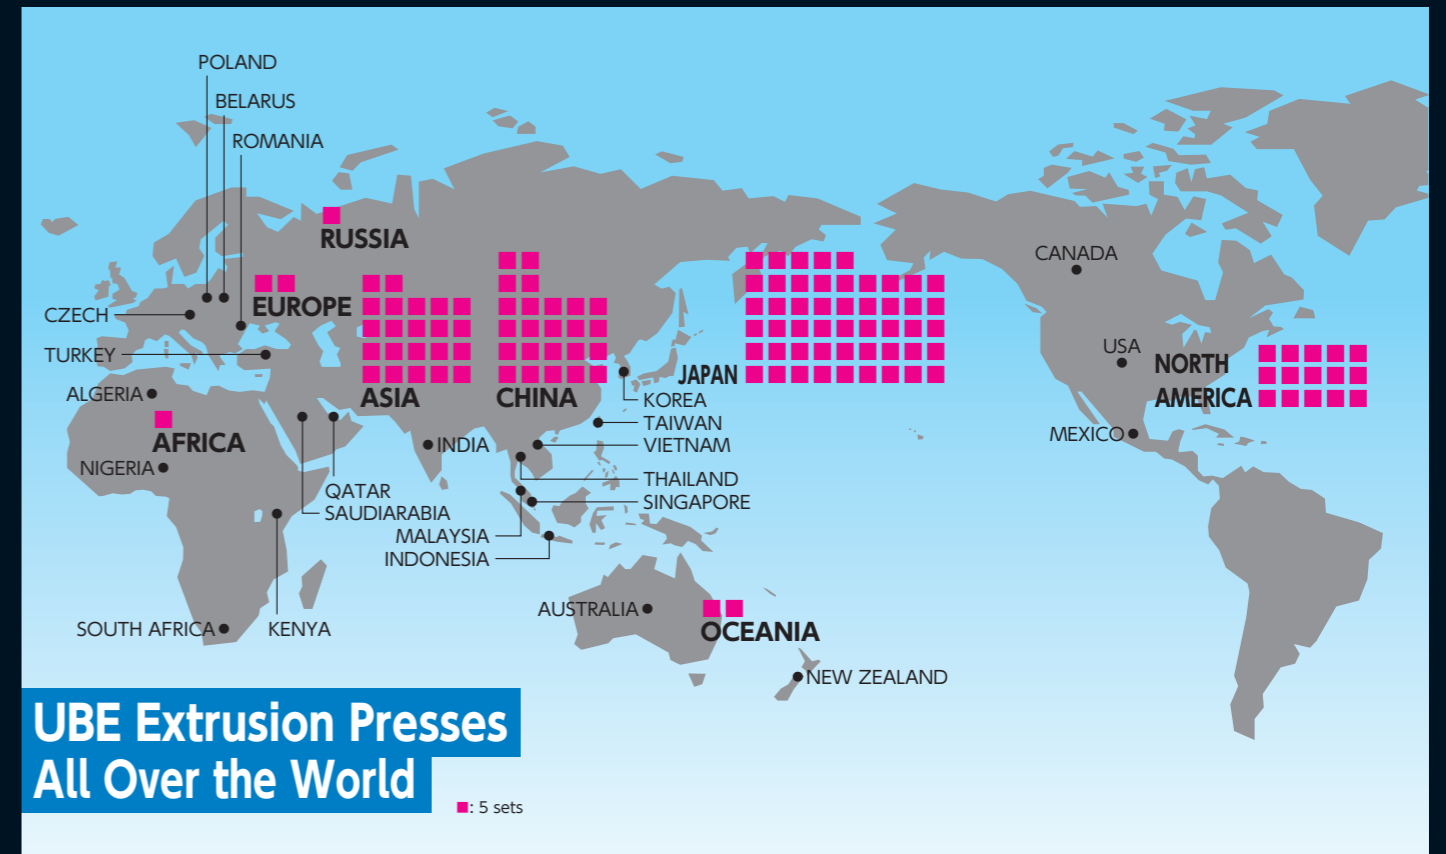 POLAND
BELARUS
ROMANIA
RUSSIA
CANADA
EUROPE
CZECH
USA
TURKEY
NORTH
AMERICA
JAPAN
ALGERIA
ASIA
CHINA
KOREA
TAIWAN
MEXICO
AFRICA
INDIA
VIETNAM
NIGERIA
THAILAND
QATAR
SINGAPORE
SAUDIARABIA
MALAYSIA
INDONESIA
AUSTRALIA
SOUTH AFRICA
KENYA
OCEANIA
NEW ZEALAND
UBE Extrusion Presses
All Over the World
: 5 sets